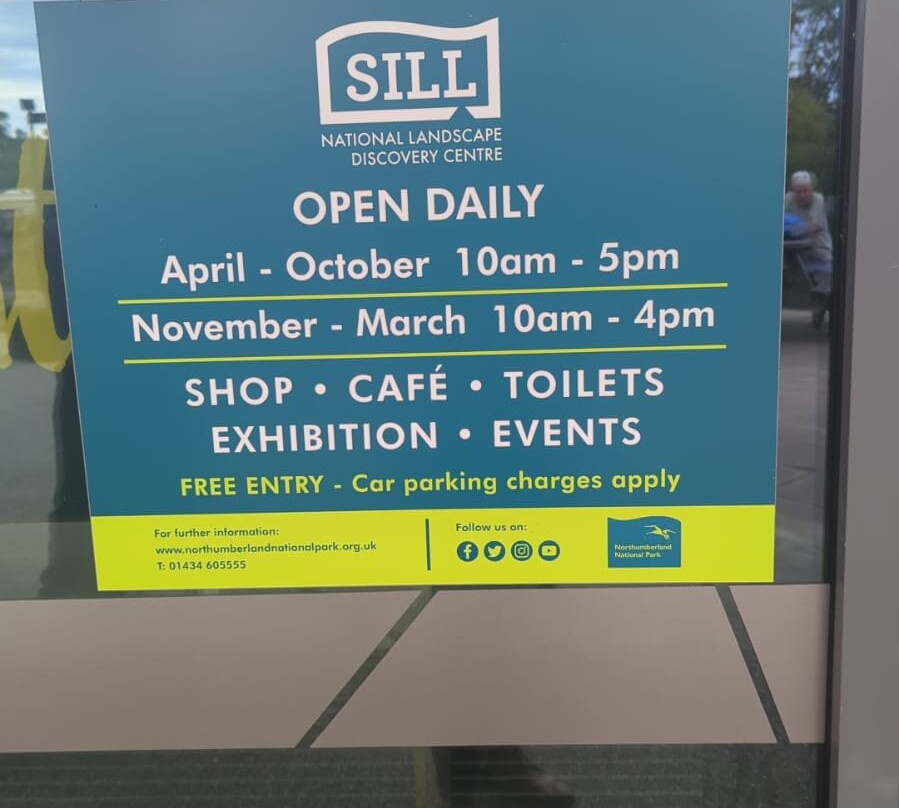 SILL
NATIONAL LANDSCAPE
DISCOVERY CENTRE
OPEN DAILY
April - October 10am - 5pm
November - March 10am - 4pm
SHOP • CAFÉ • TOILETS
EXHIBITION • EVENTS
FREE ENTRY - Car parking charges apply
For further information:
www.northumberlandnationalpark.org.uk
T: 01434 605555
Follow us on:
Northumberland
National Park